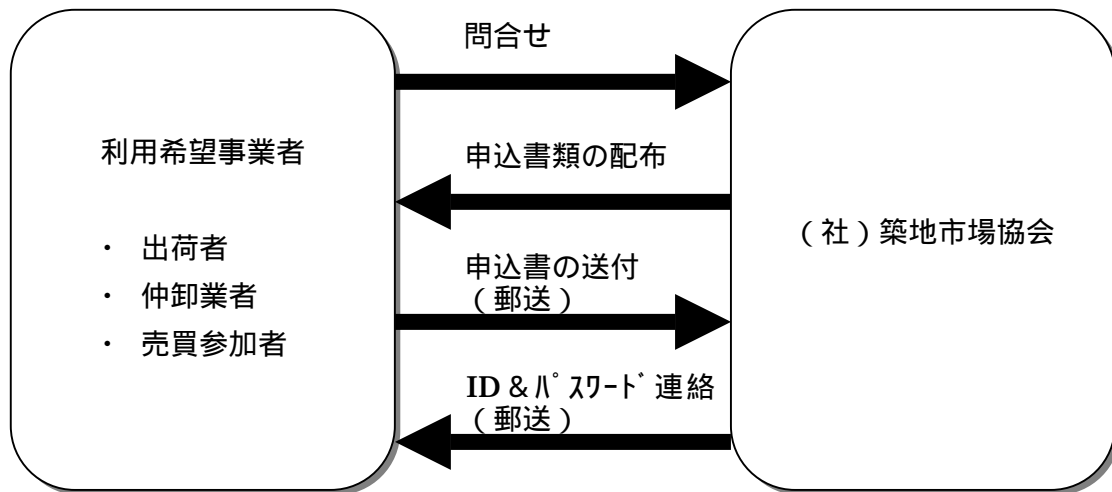 問合せ
利用希望事業者
・ 出荷者
・ 仲卸業者
・ 売買参加者
申込書類の配布
申込書の送付
（郵送）
ID＆ﾊﾟｽﾜｰﾄﾞ連絡
（郵送）
（社）築地市場協会